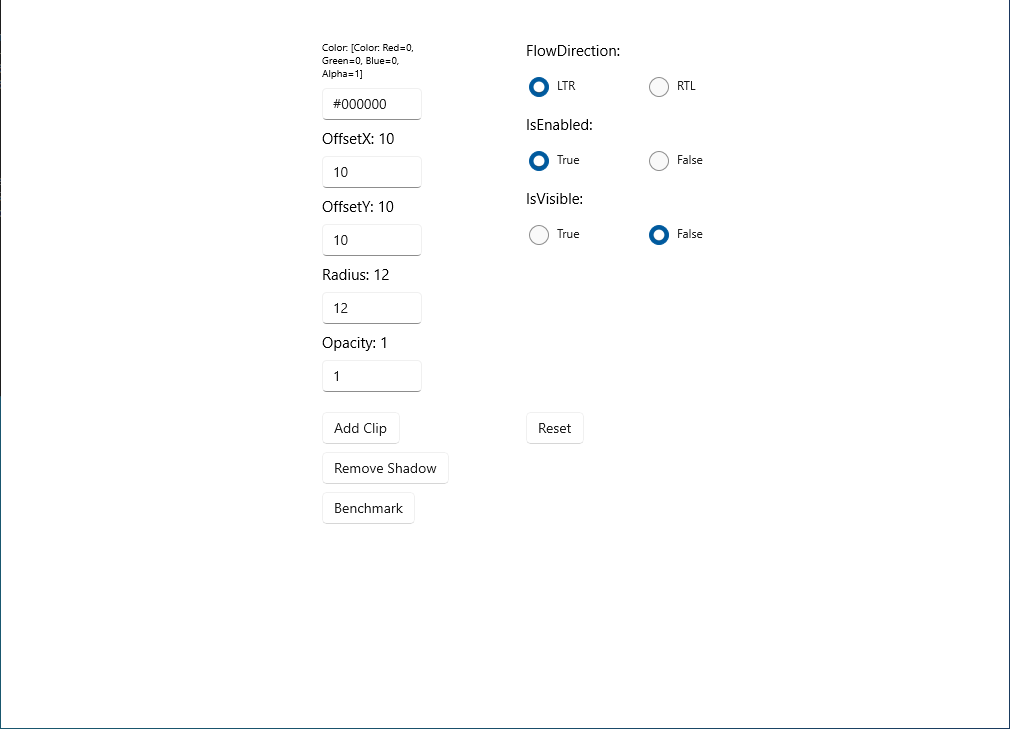 Color: [Color: Red=0,
Green=0, Blue=0,
Alpha=1]
#000000
OffsetX: 10
10
OffsetY: 10
10
Radius: 12
12
Opacity: 1
1
Add Clip
Remove Shadow
Benchmark
FlowDirection:
LTR RTL
IsEnabled:
True False
IsVisible:
True False
Reset